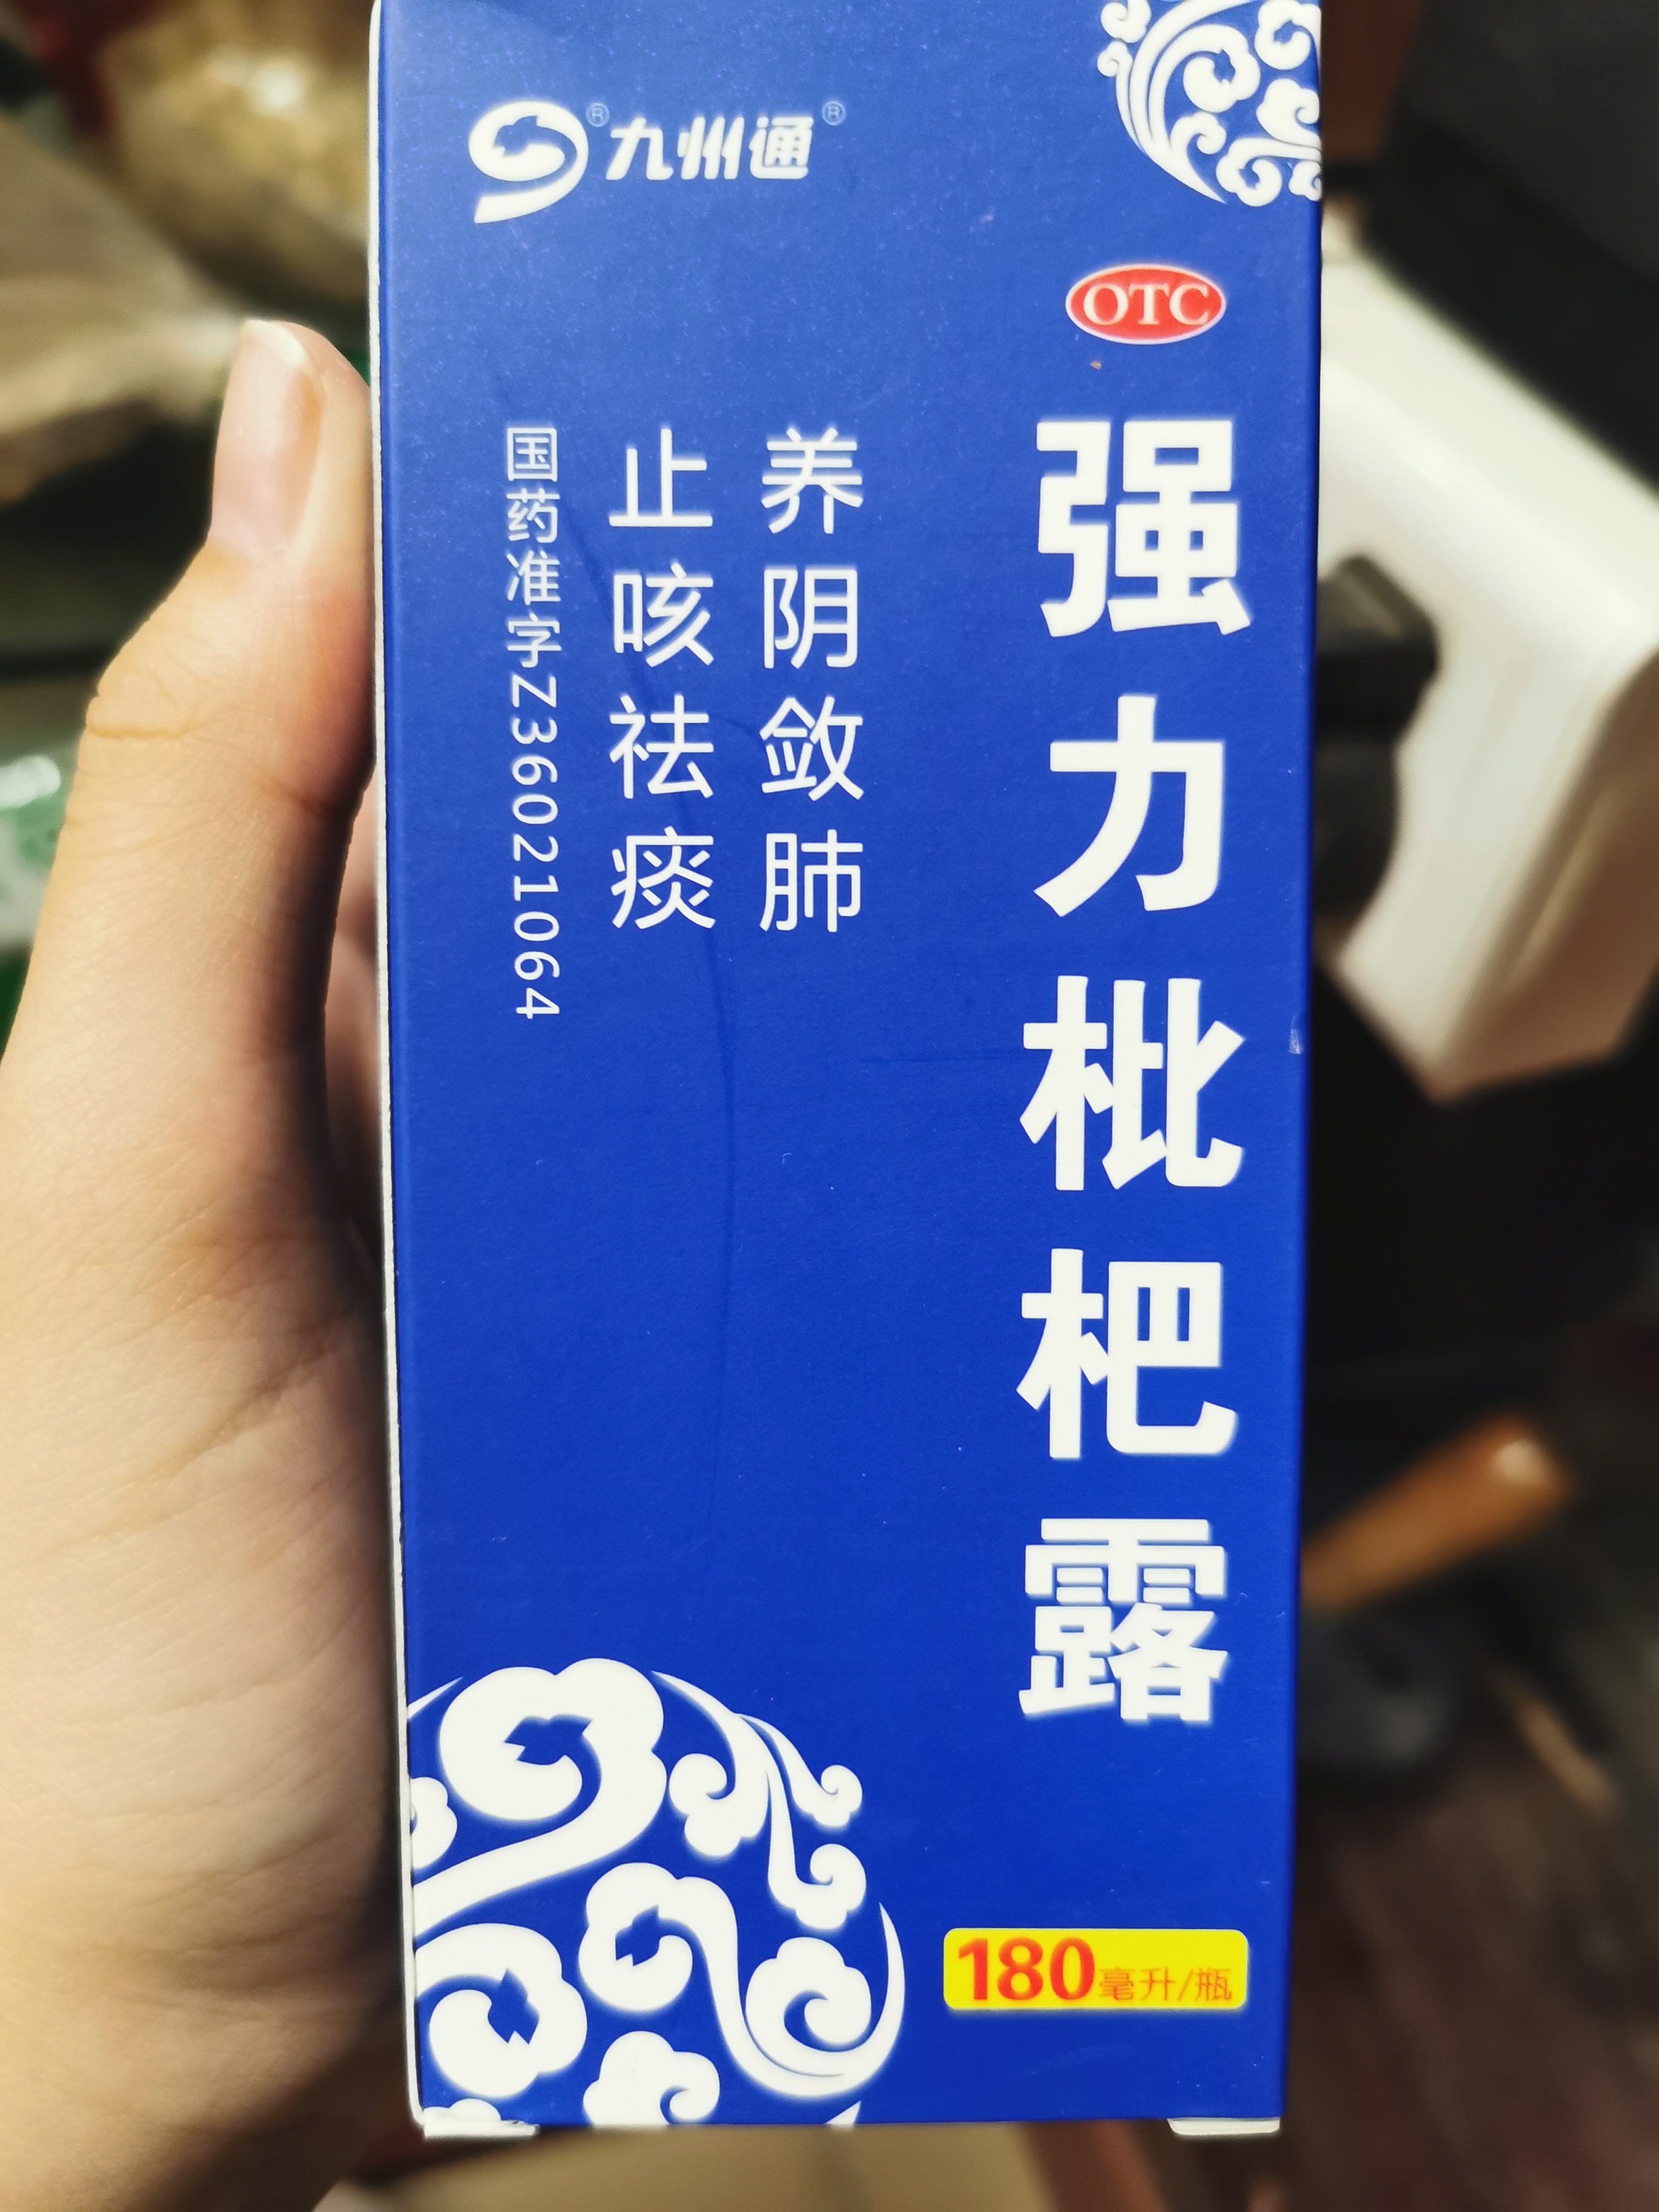 九州通
OTC
强力枇杷露
养阴敛肺
止咳祛痰
国药准字Z36021064
180毫升/瓶